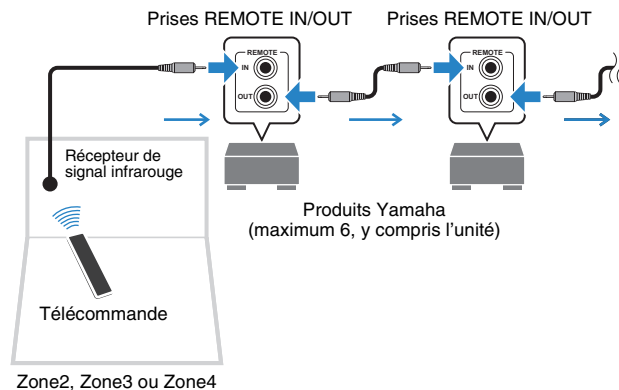 Prises REMOTE IN/OUT
Prises REMOTE IN/OUT
REMOTE
IN
OUT
REMOTE
IN
OUT
Récepteur de
signal infrarouge
Produits Yamaha
(maximum 6, y compris l’unité)
Télécommande
Zone2, Zone3 ou Zone4